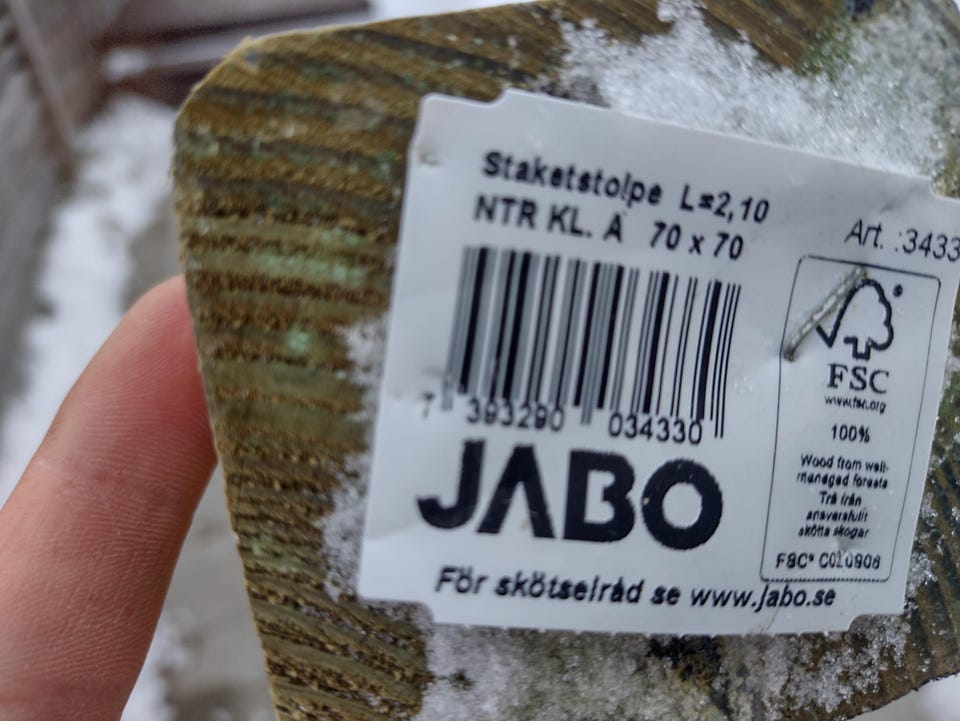 Staketstolpe L=2,10
NTR KL. A 70 x 70
Art. :3433
7 393290 034330
JABO
För skötselråd se www.jabo.se
FSC
www.fsc.org
100%
Wood from well-
managed forests
Trä från
ansvarsfullt
skötta skogar
FSC® C020908